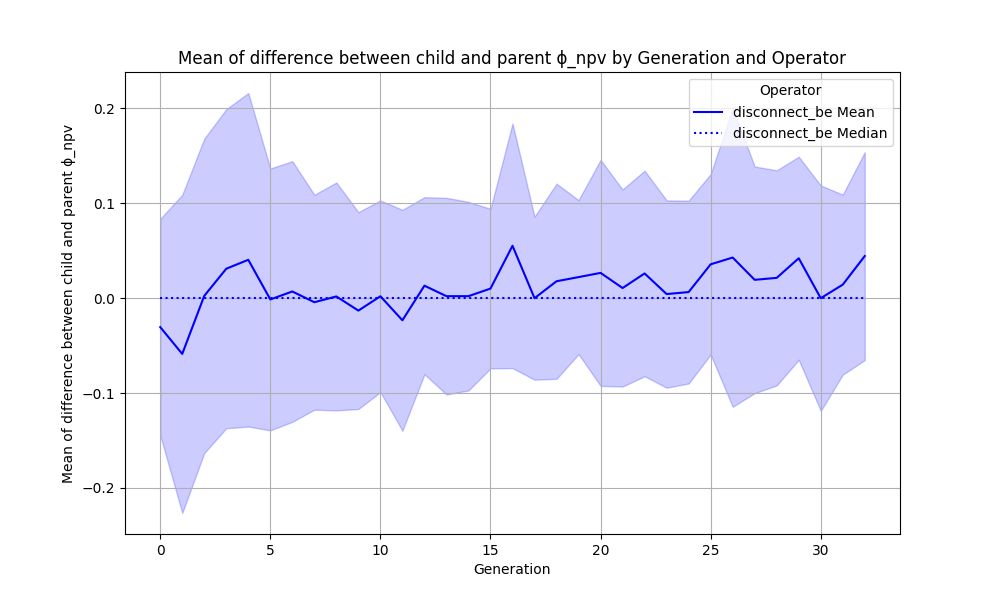 Mean of difference between child and parent ϕ_npv by Generation and Operator
Operator
disconnect_be Mean
disconnect_be Median
Mean of difference between child and parent ϕ_npv
0.2
0.1
0.0
−0.1
−0.2
0 5 10 15 20 25 30
Generation